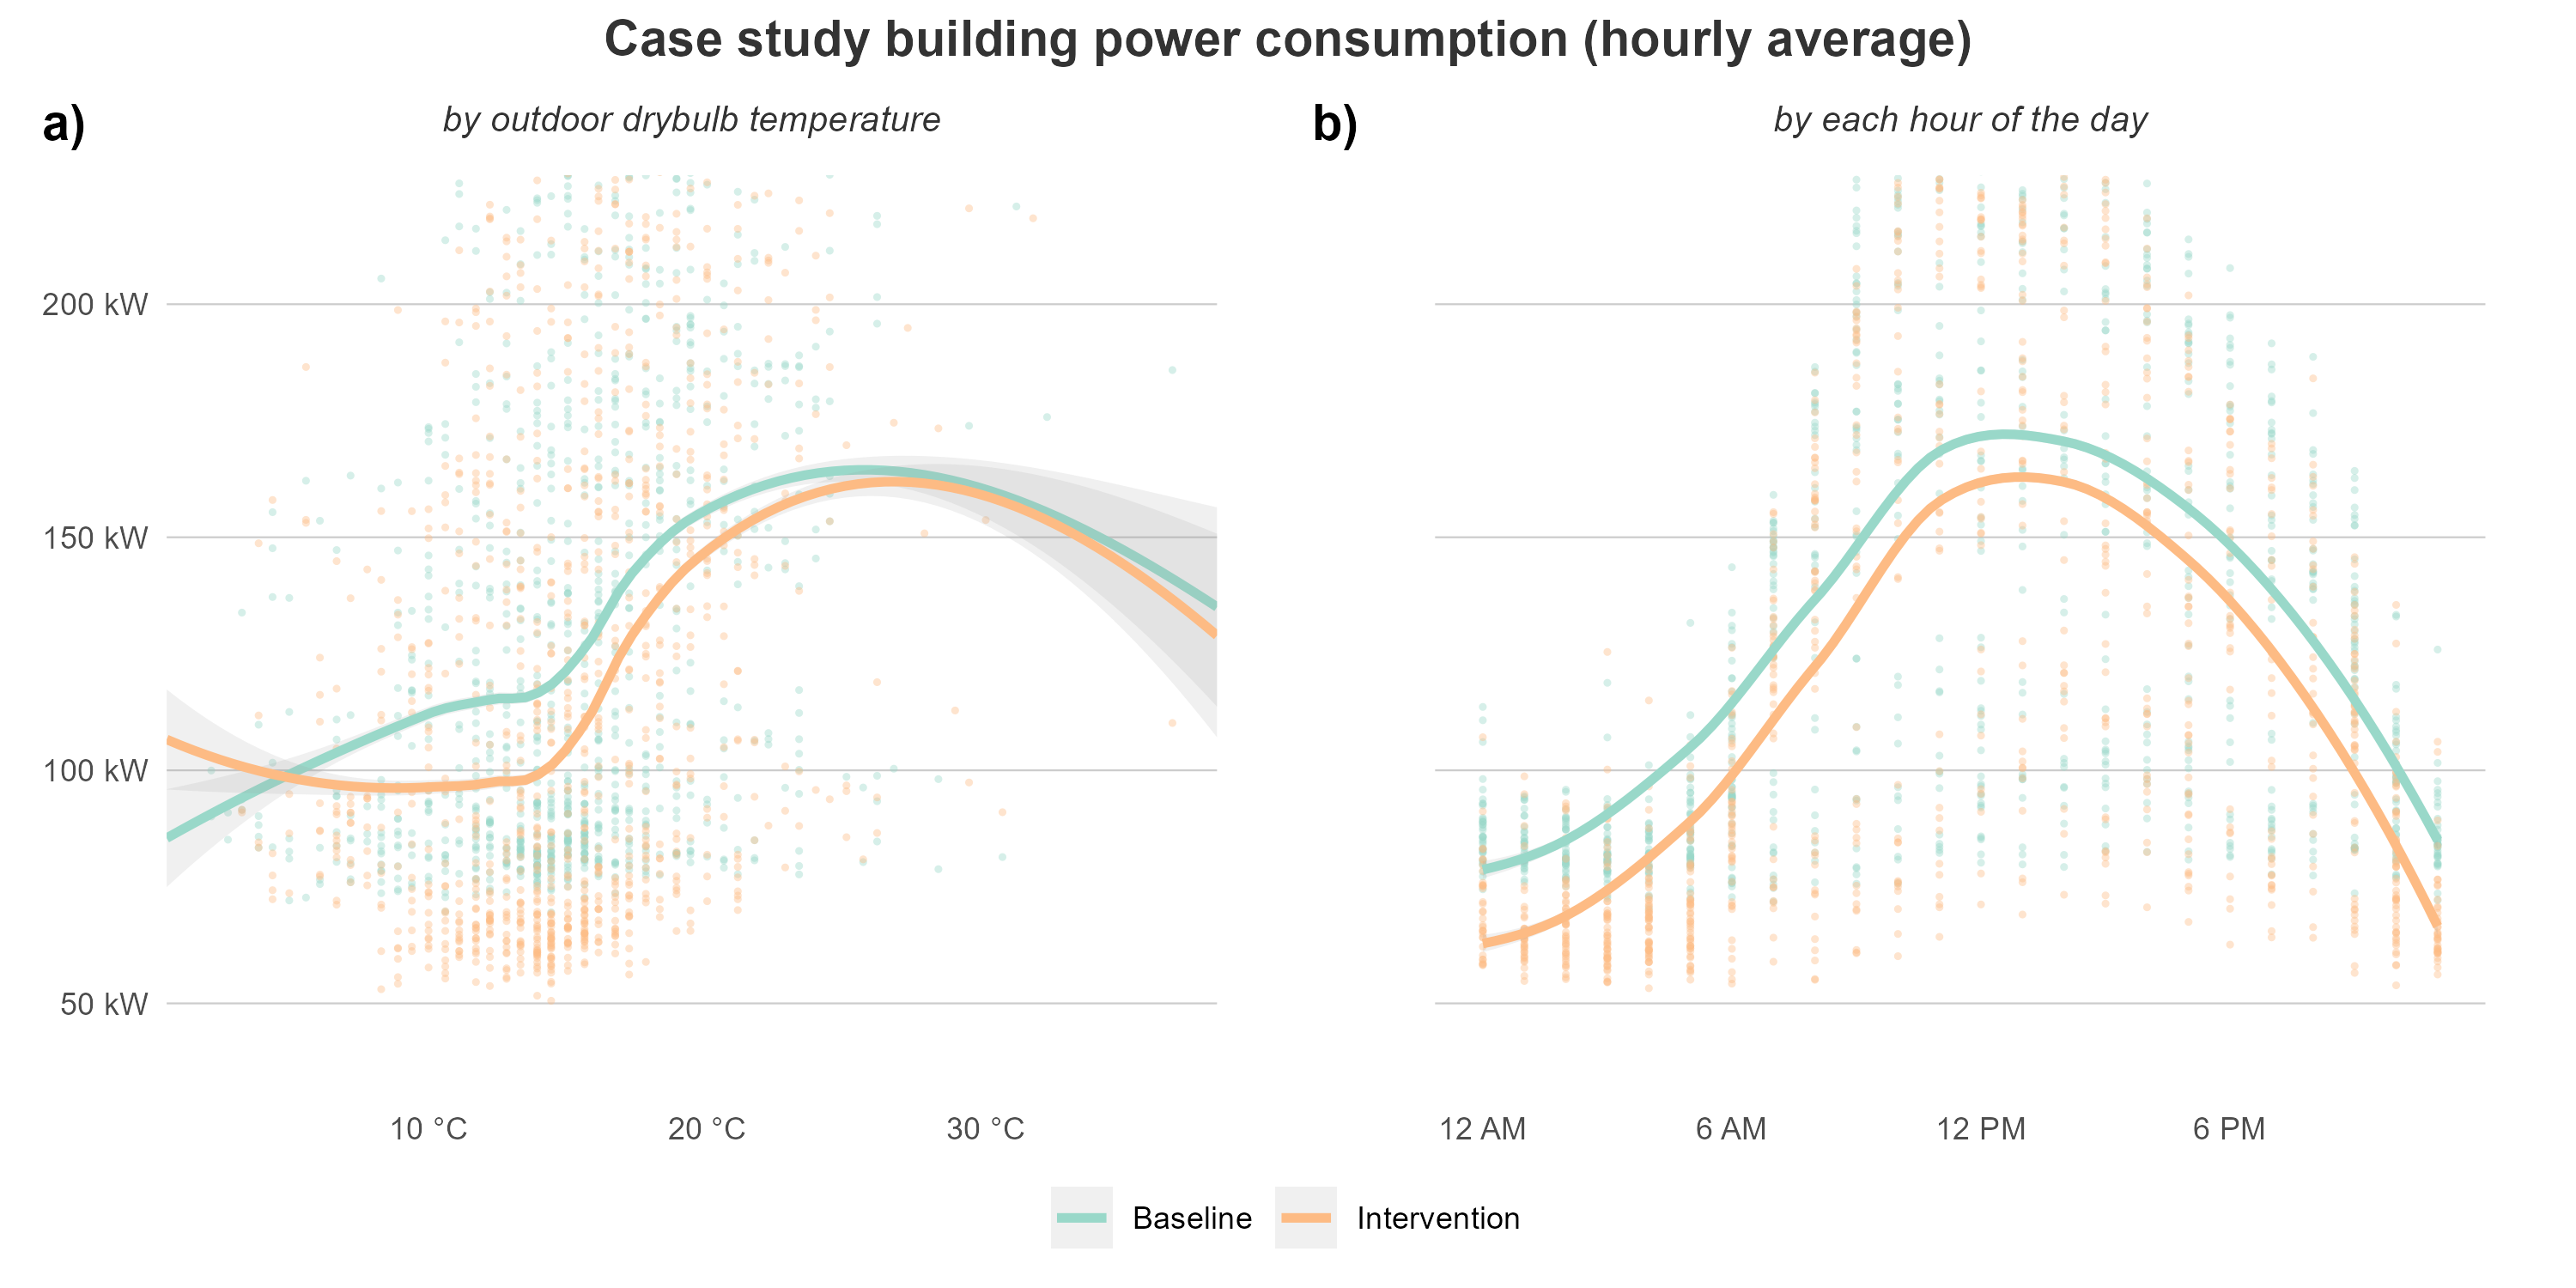 Case study building power consumption (hourly average)
a)
by outdoor drybulb temperature
200 kW
150 kW
100 kW
50 kW
10 °C
20 °C
30 °C
b)
by each hour of the day
12 AM
6 AM
12 PM
6 PM
Baseline
Intervention